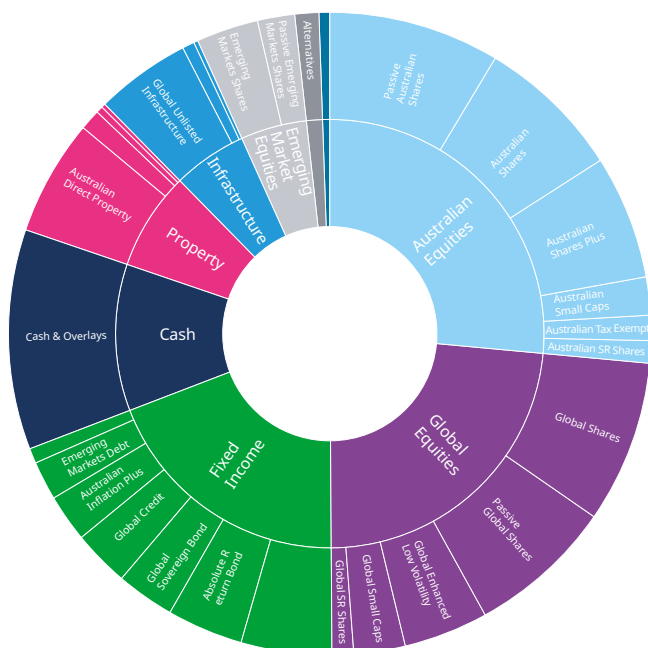 Passive
Australian
Shares
Australian
Shares
Australian
Shares Plus
Australian
Small Caps
Australian Tax Exempt
Australian SR Shares
Australian
Equities
Global
Equities
Global Shares
Passive
Global Shares
Global Enhanced
Low Volatility
Global Small Caps
Global SR Shares
Fixed
Income
Absolute R
eturn Bond
Global
Sovereign Bond
Global Credit
Australian
Inflation Plus
Emerging
Markets Debt
Cash
Cash & Overlays
Property
Australian
Direct Property
Infrastructure
Global Unlisted
Infrastructure
Emerging
Market
Equities
Emerging
Markets Shares
Passive Emerging
Markets Shares
Alternatives